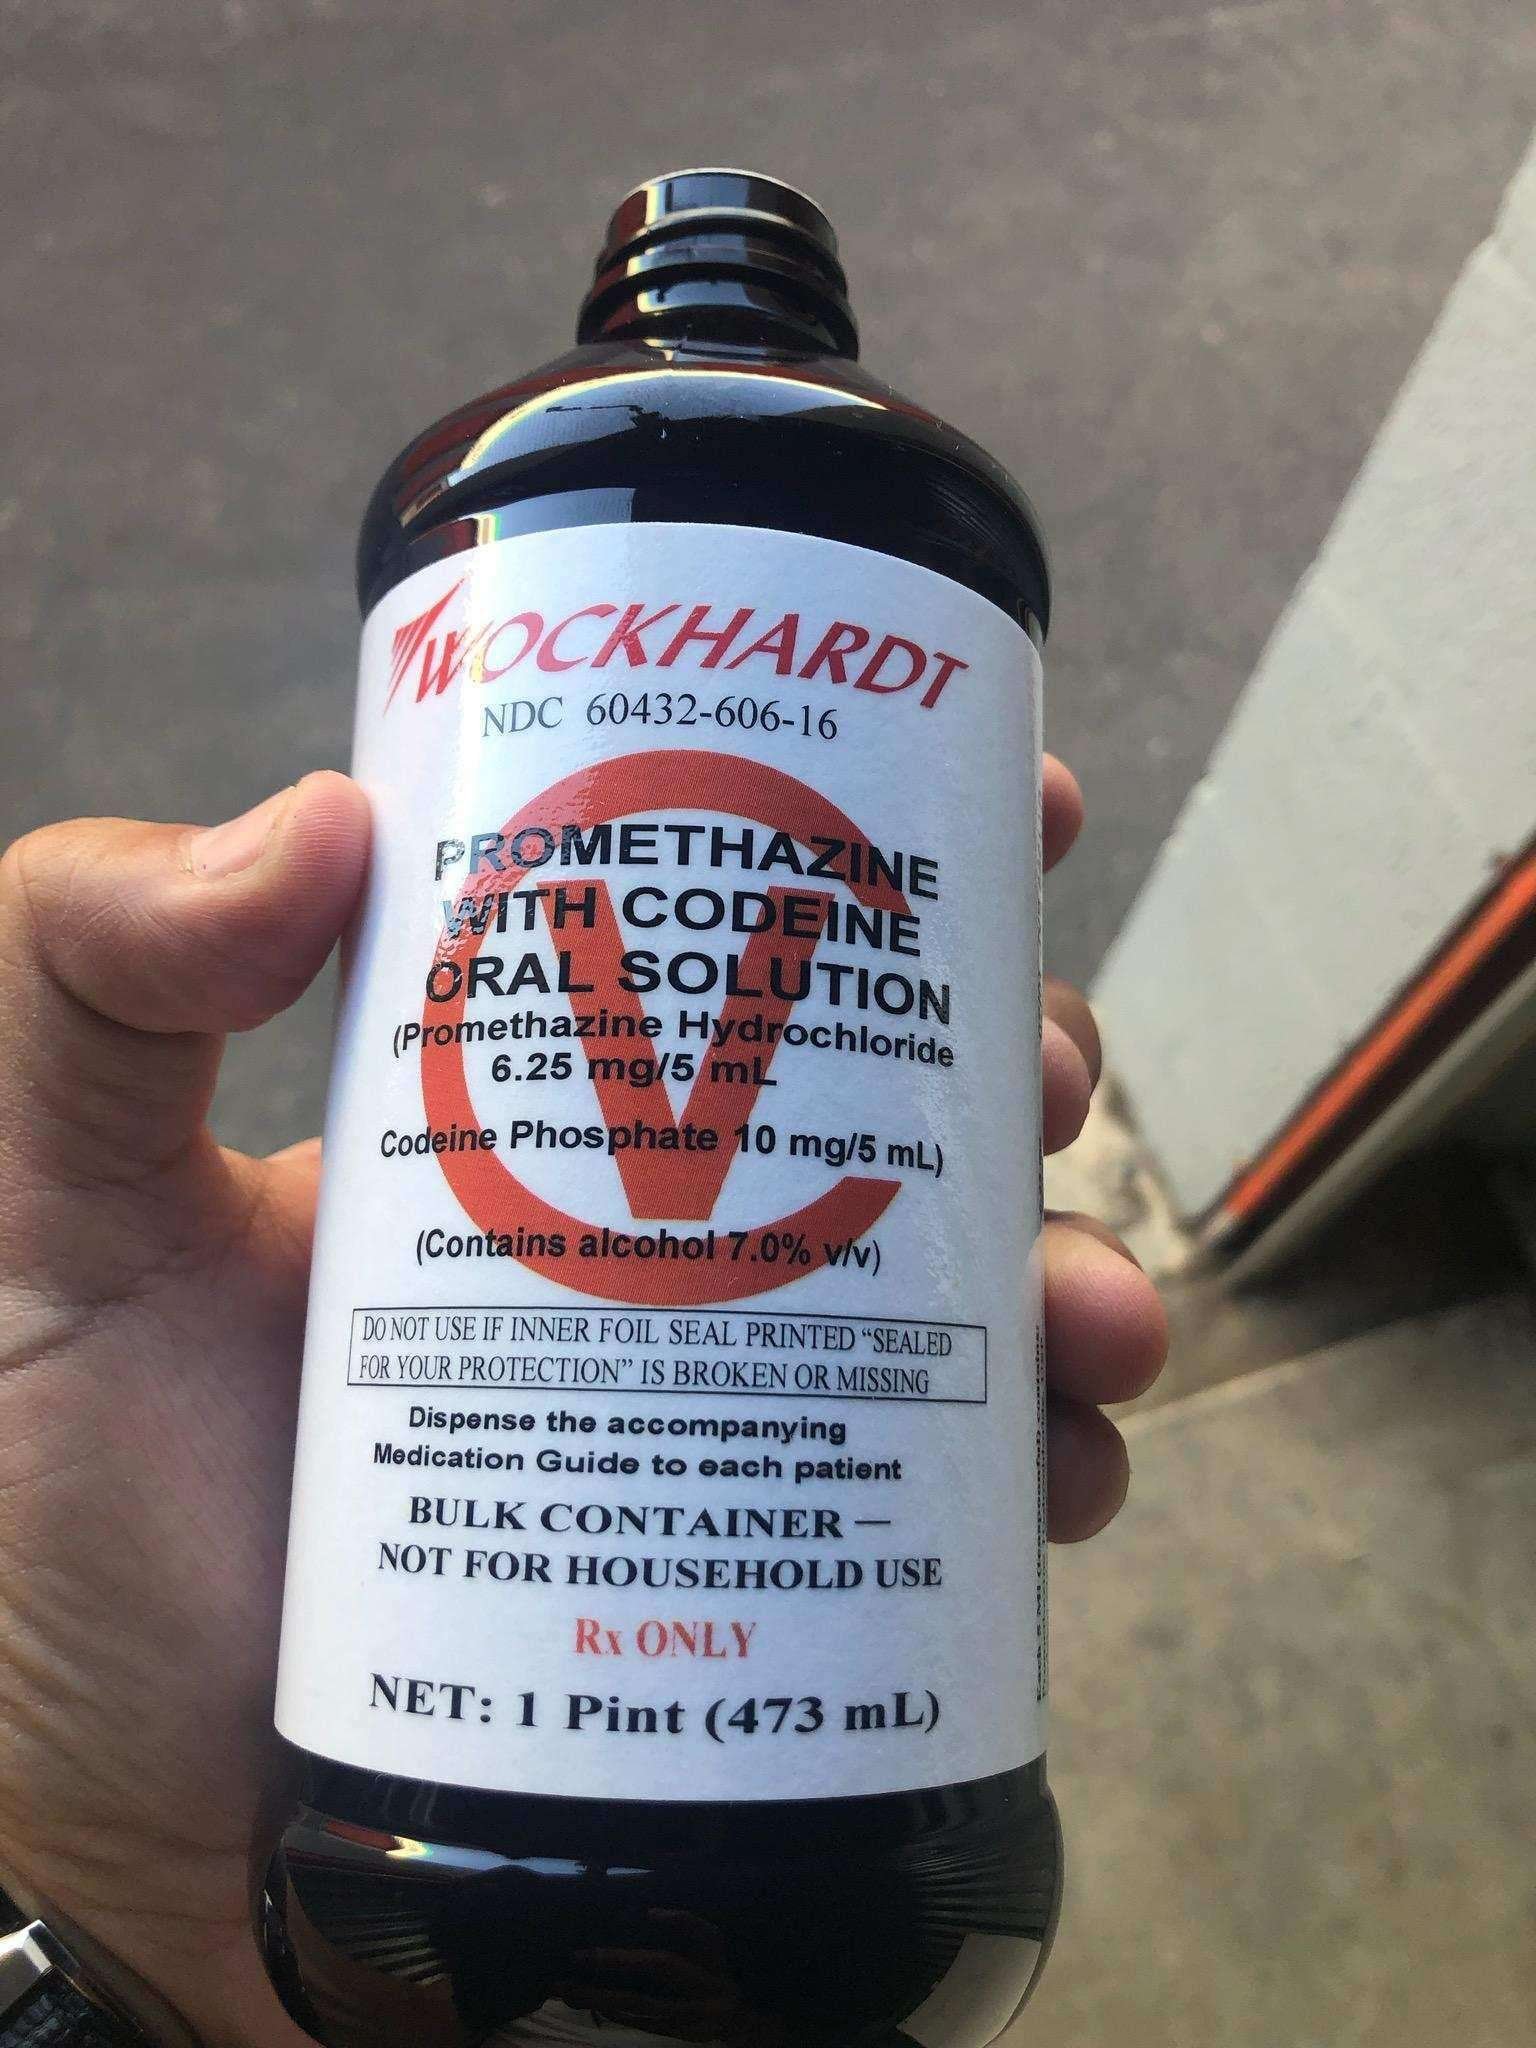 WOCKHARDT
NDC 60432-606-16
PROMETHAZINE
WITH CODEINE
ORAL SOLUTION
(Promethazine Hydrochloride
6.25 mg/5 mL
Codeine Phosphate 10 mg/5 mL)
(Contains alcohol 7.0% v/v)
DO NOT USE IF INNER FOIL SEAL PRINTED “SEALED
FOR YOUR PROTECTION” IS BROKEN OR MISSING
Dispense the accompanying
Medication Guide to each patient
BULK CONTAINER —
NOT FOR HOUSEHOLD USE
Rx ONLY
NET: 1 Pint (473 mL)
CV